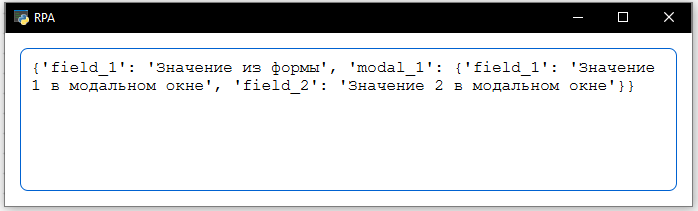 RPA
{'field_1': 'Значение из формы', 'modal_1': {'field_1': 'Значение
1 в модальном окне', 'field_2': 'Значение 2 в модальном окне'}}